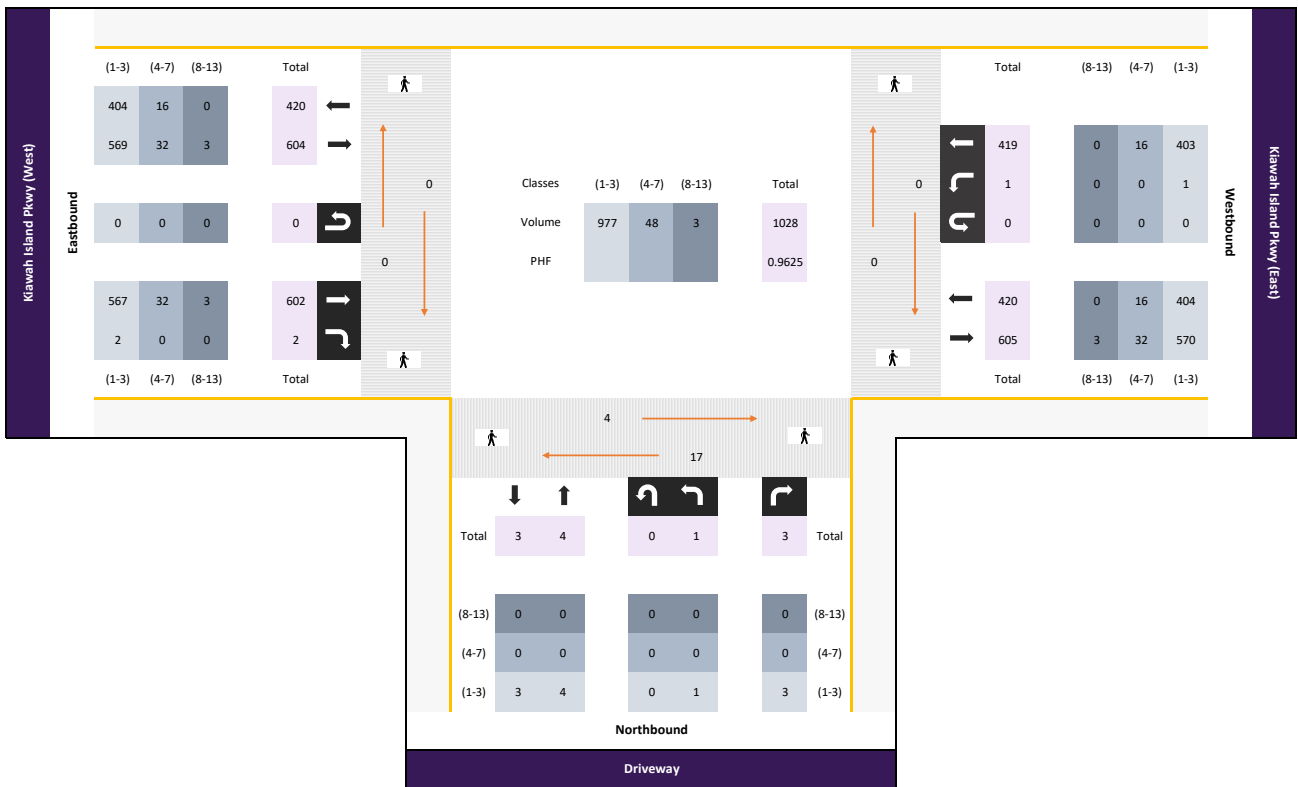 (1-3) (4-7) (8-13) Total
404 16 0 420
569 32 3 604
0 0 0 0
567 32 3 602
2 0 0 2
(1-3) (4-7) (8-13) Total
Kiawah Island Pkwy (West)
Eastbound
0
0
Classes (1-3) (4-7) (8-13) Total
Volume 977 48 3 1028
PHF 0.9625
0
0
Total (8-13) (4-7) (1-3)
419 0 16 403
1 0 0 1
0 0 0 0
420 0 16 404
605 3 32 570
Total (8-13) (4-7) (1-3)
Westbound
Kiawah Island Pkwy (East)
4
17
Total 3 4 0 1 3 Total
(8-13) 0 0 0 0 0 (8-13)
(4-7) 0 0 0 0 0 (4-7)
(1-3) 3 4 0 1 3 (1-3)
Northbound
Driveway